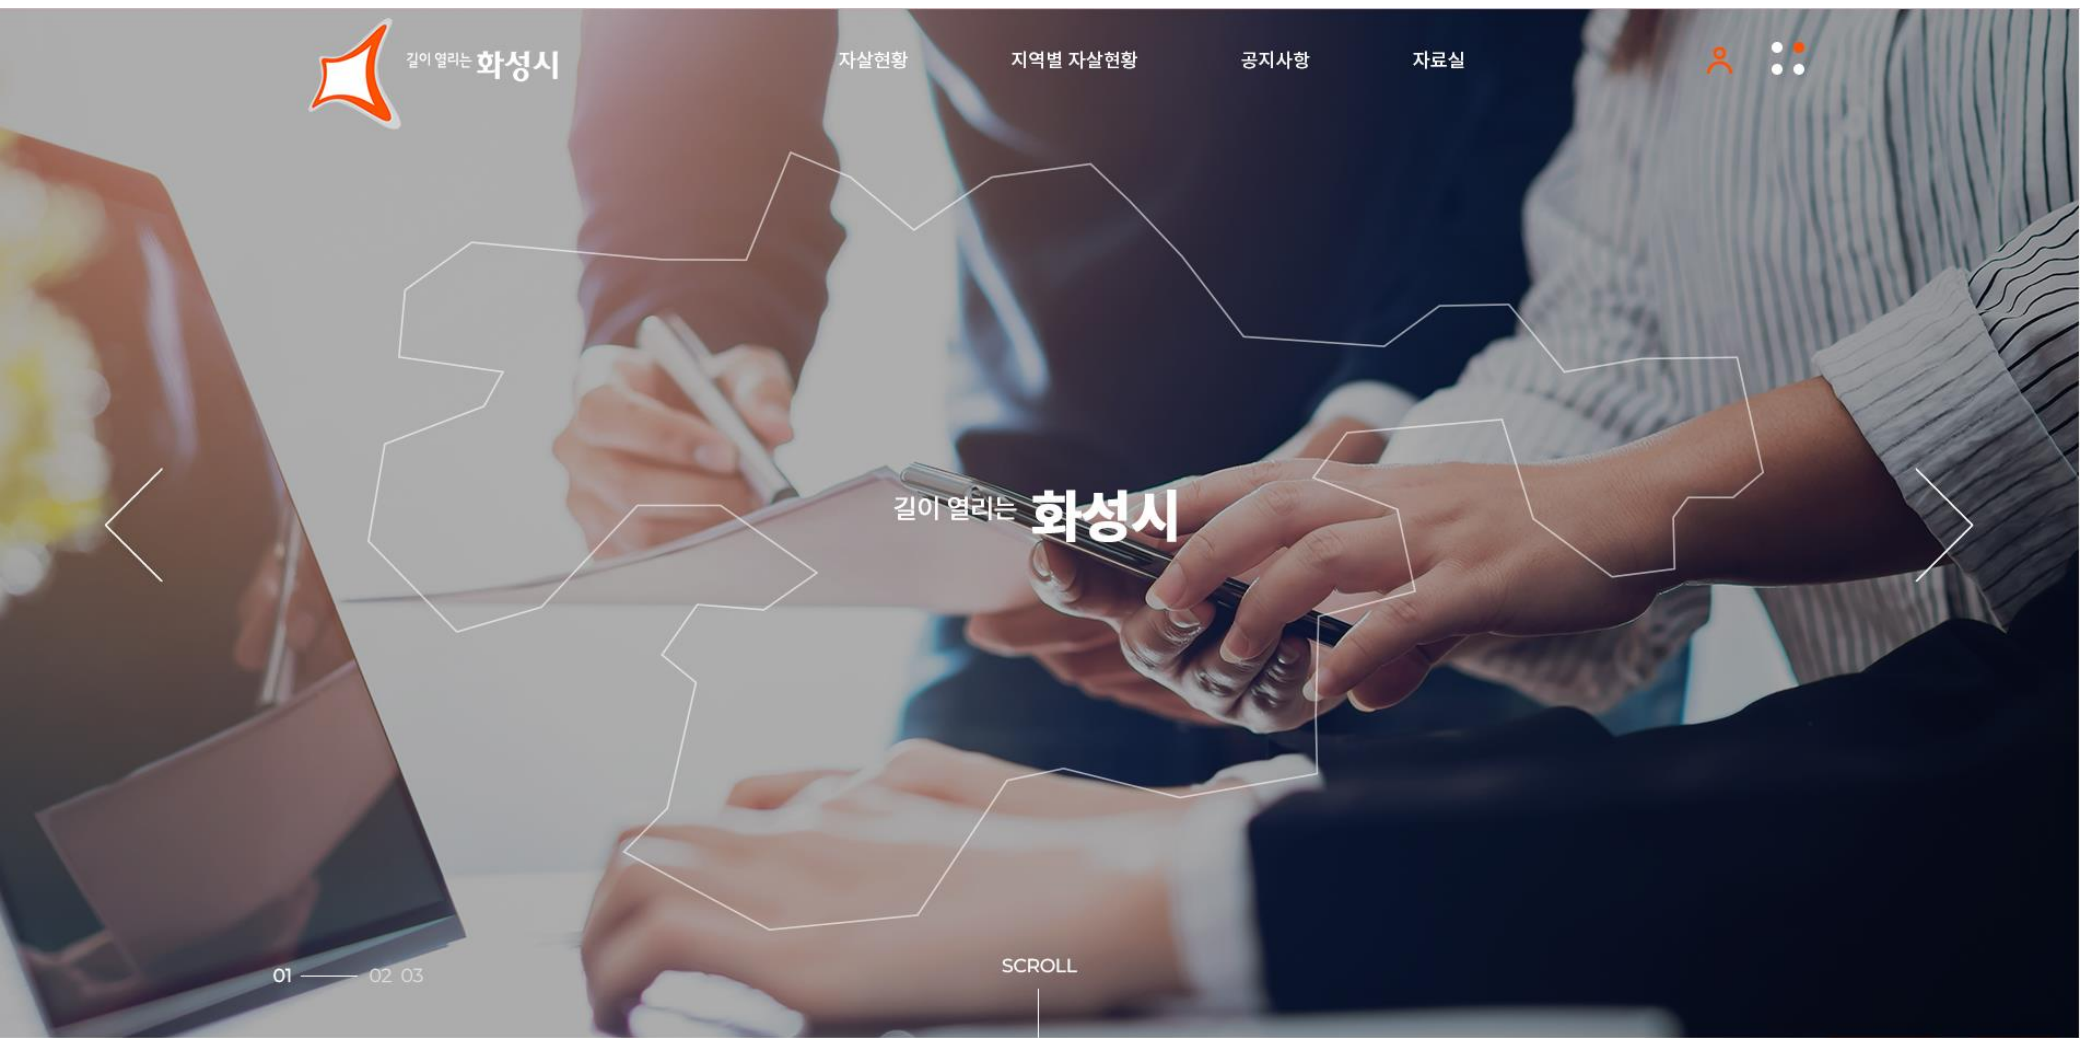 길이 열리는 화성시
자살현황
지역별 자살현황
공지사항
자료실
길이 열리는 화성시
01 02 03
SCROLL